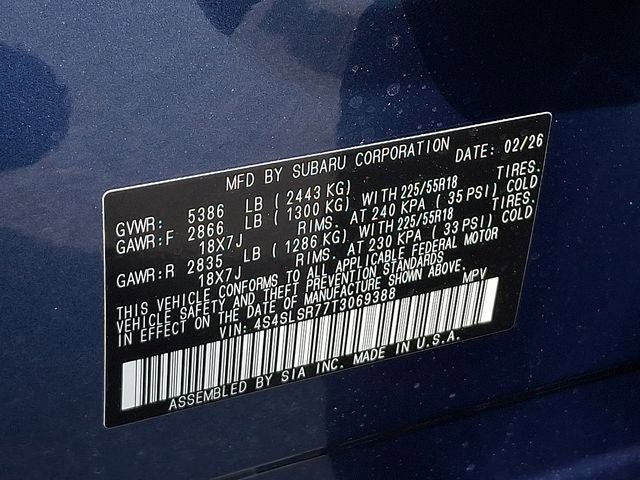 MFD BY SUBARU CORPORATION DATE: 02/26
GVWR: 5386 LB ( 2443 KG)
GAWR:F 2866 LB ( 1300 KG) WITH 225/55R18 TIRES.
18X7J RIMS. AT 240 KPA ( 35 PSI) COLD
GAWR:R 2835 LB ( 1286 KG) WITH 225/55R18 TIRES.
18X7J RIMS. AT 230 KPA ( 33 PSI) COLD
THIS VEHICLE CONFORMS TO ALL APPLICABLE FEDERAL MOTOR
VEHICLE SAFETY AND THEFT PREVENTION STANDARDS
IN EFFECT ON THE DATE OF MANUFACTURE SHOWN ABOVE.
VIN: 4S4SLSR77T3069388 MPV
ASSEMBLED BY SIA INC. MADE IN U.S.A.